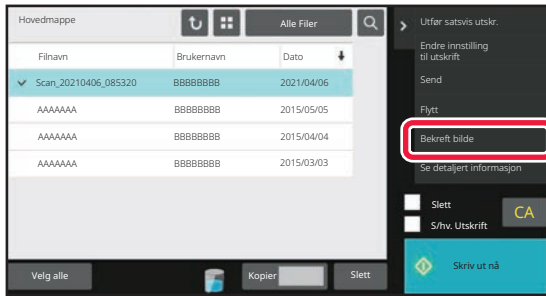 Hovedmappe
Alle Filer
Filnavn Brukernavn Dato
Scan_20210406_085320 BBBBBBBB 2021/04/06
AAAAAAA BBBBBBBB 2015/05/05
AAAAAAA BBBBBBBB 2015/04/04
AAAAAAA BBBBBBBB 2015/03/03
Velg alle
Kopier
Slett
Utfør satsvis utskr.
Endre innstilling
til utskrift
Send
Flytt
Bekreft bilde
Se detaljert informasjon
Slett
S/hv. Utskrift
CA
Skriv ut nå